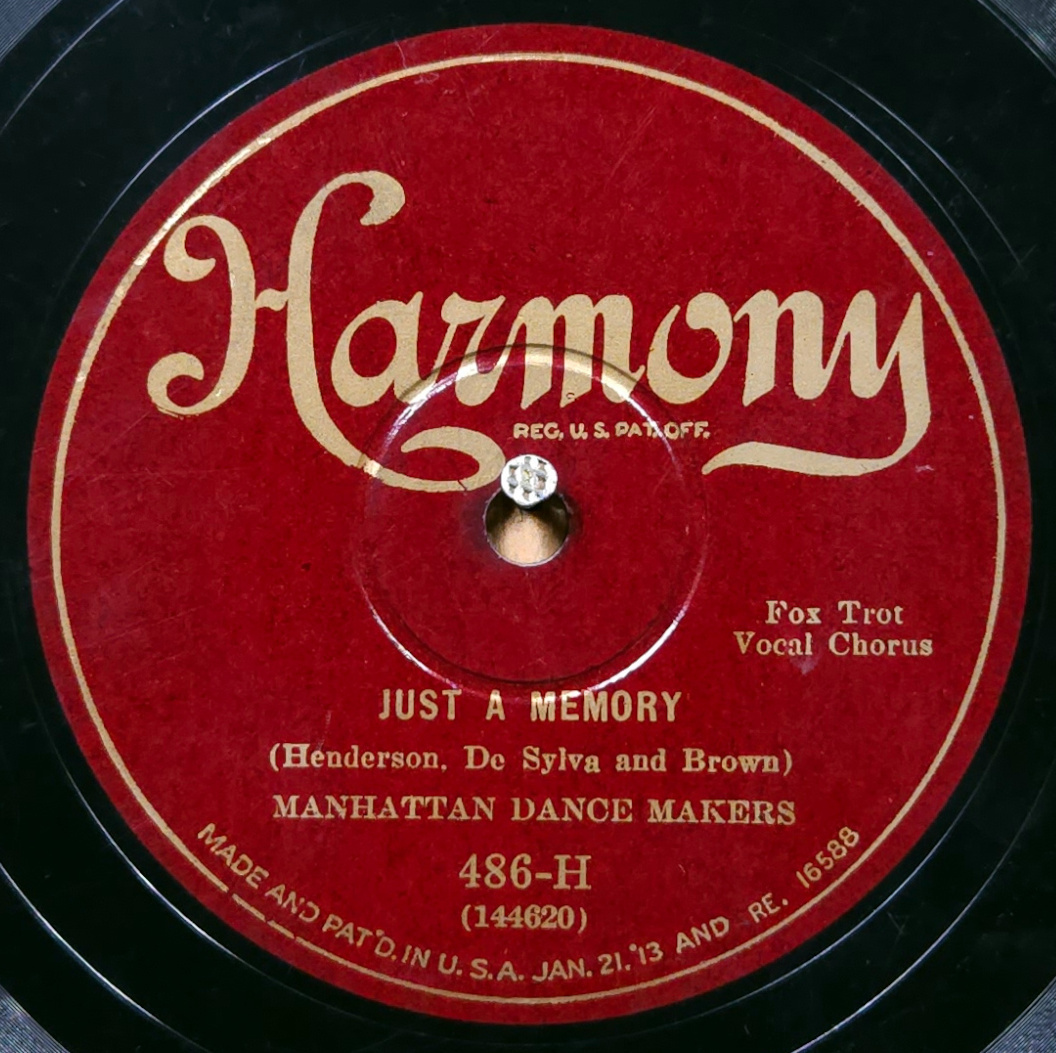 Harmony
REG. U. S. PAT. OFF.
Fox Trot
Vocal Chorus
JUST A MEMORY
(Henderson, De Sylva and Brown)
MANHATTAN DANCE MAKERS
486-H
(144620)
MADE AND PAT'D. IN U. S. A. JAN. 21. '13 AND RE. 16588